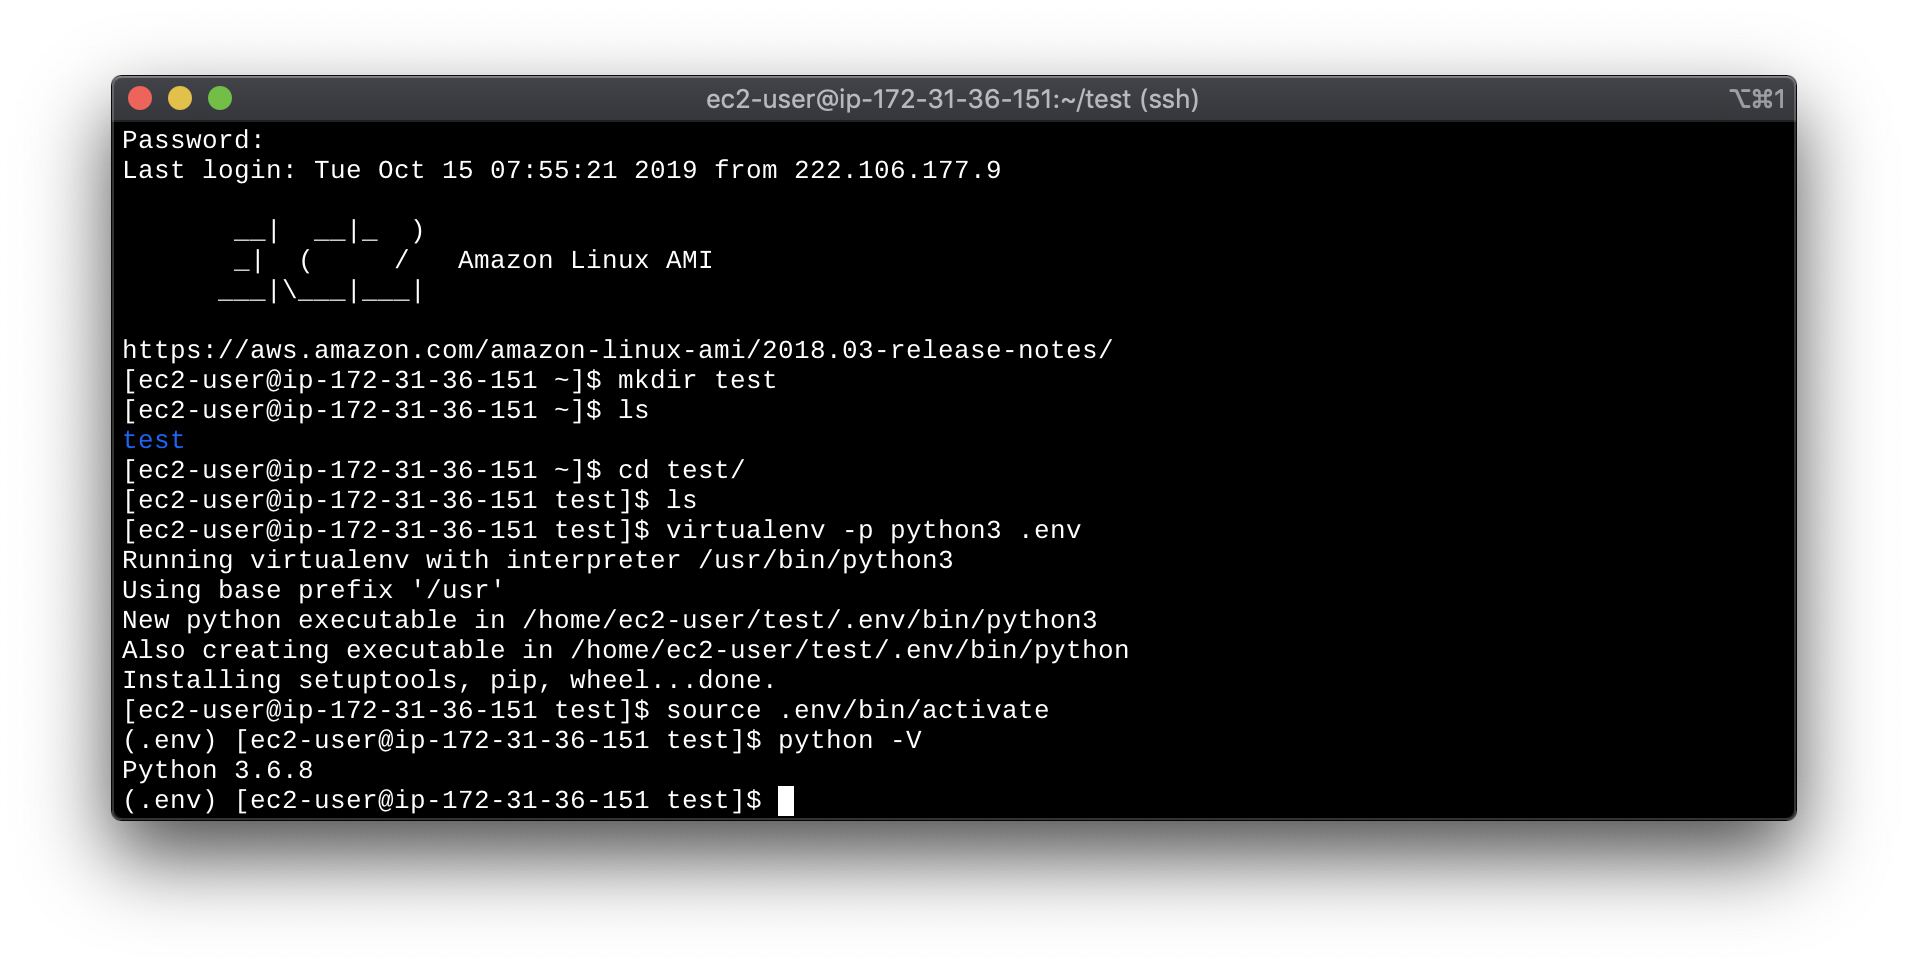 ec2-user@ip-172-31-36-151:~/test (ssh)
⌥⌘1
Password:
Last login: Tue Oct 15 07:55:21 2019 from 222.106.177.9

       __|  __|_  )
       _|  (     /   Amazon Linux AMI
      ___|\___|___|

https://aws.amazon.com/amazon-linux-ami/2018.03-release-notes/
[ec2-user@ip-172-31-36-151 ~]$ mkdir test
[ec2-user@ip-172-31-36-151 ~]$ ls
test
[ec2-user@ip-172-31-36-151 ~]$ cd test/
[ec2-user@ip-172-31-36-151 test]$ ls
[ec2-user@ip-172-31-36-151 test]$ virtualenv -p python3 .env
Running virtualenv with interpreter /usr/bin/python3
Using base prefix '/usr'
New python executable in /home/ec2-user/test/.env/bin/python3
Also creating executable in /home/ec2-user/test/.env/bin/python
Installing setuptools, pip, wheel...done.
[ec2-user@ip-172-31-36-151 test]$ source .env/bin/activate
(.env) [ec2-user@ip-172-31-36-151 test]$ python -V
Python 3.6.8
(.env) [ec2-user@ip-172-31-36-151 test]$